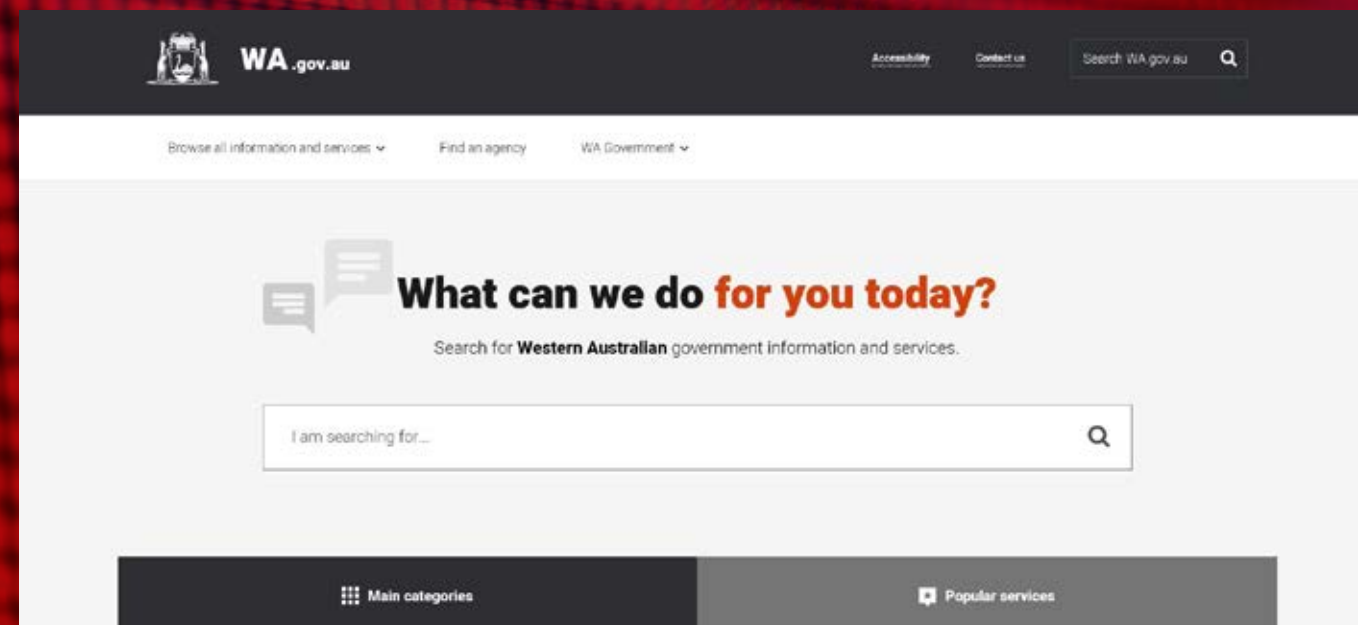 WA.gov.au
Accessibility
Contact us
Search WA.gov.au
Browse all information and services
Find an agency
WA Government
What can we do for you today?
Search for Western Australian government information and services.
I am searching for...
Main categories
Popular services